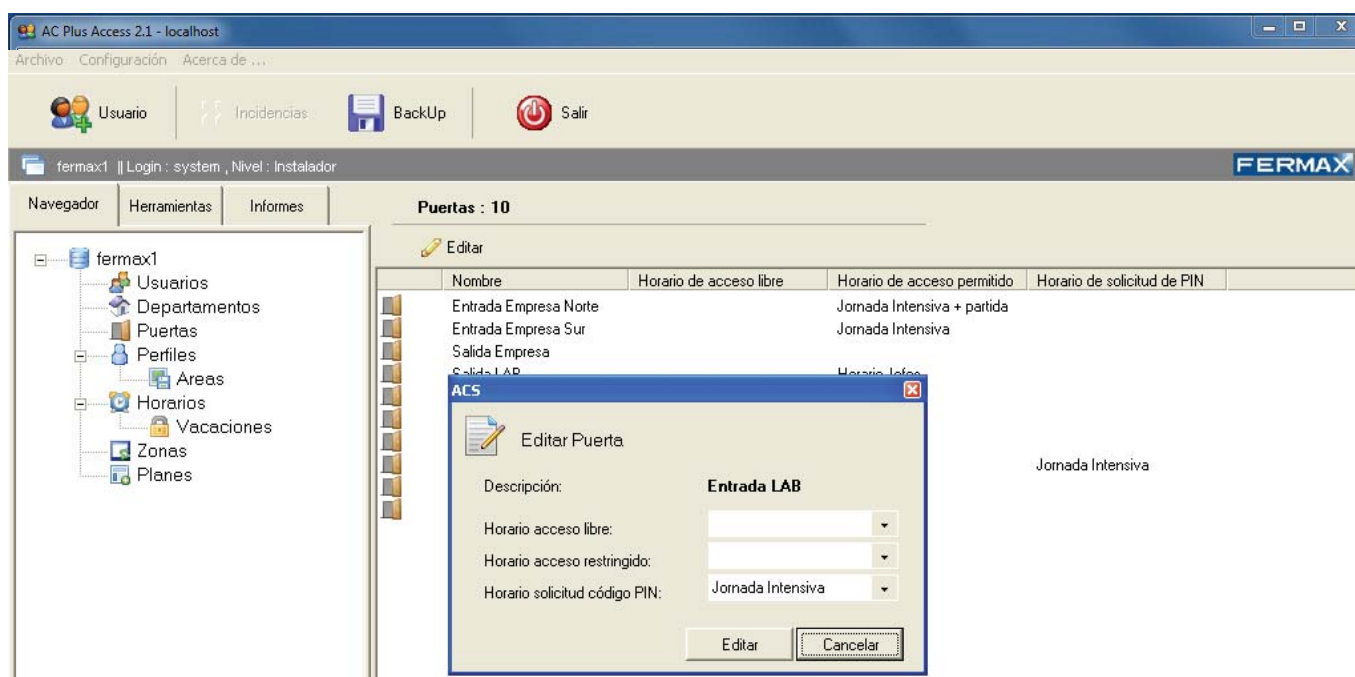 AC Plus Access 2.1 - localhost
Archivo Configuración Acerca de ...
Usuario Incidencias BackUp Salir
fermax1 || Login : system , Nivel : Instalador FERMAX
Navegador Herramientas Informes
Puertas : 10
Editar
fermax1
Usuarios
Departamentos
Puertas
Perfiles
Areas
Horarios
Vacaciones
Zonas
Planes
Nombre Horario de acceso libre Horario de acceso permitido Horario de solicitud de PIN
Entrada Empresa Norte Jornada Intensiva + partida
Entrada Empresa Sur Jornada Intensiva
Salida Empresa
Salida LAB Horario Jefes
Jornada Intensiva
ACS
Editar Puerta
Descripción: Entrada LAB
Horario acceso libre:
Horario acceso restringido:
Horario solicitud código PIN: Jornada Intensiva
Editar Cancelar